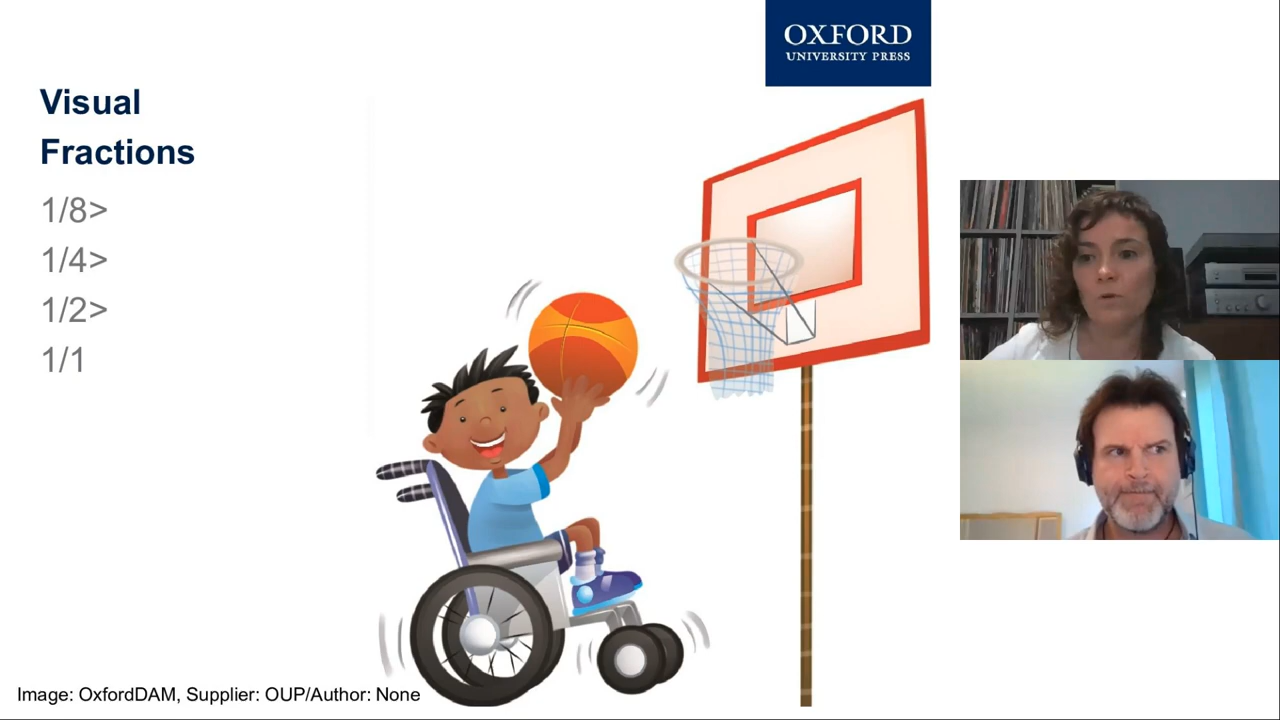 OXFORD
UNIVERSITY PRESS
Visual
Fractions
1/8>
1/4>
1/2>
1/1
Image: OxfordDAM, Supplier: OUP/Author: None